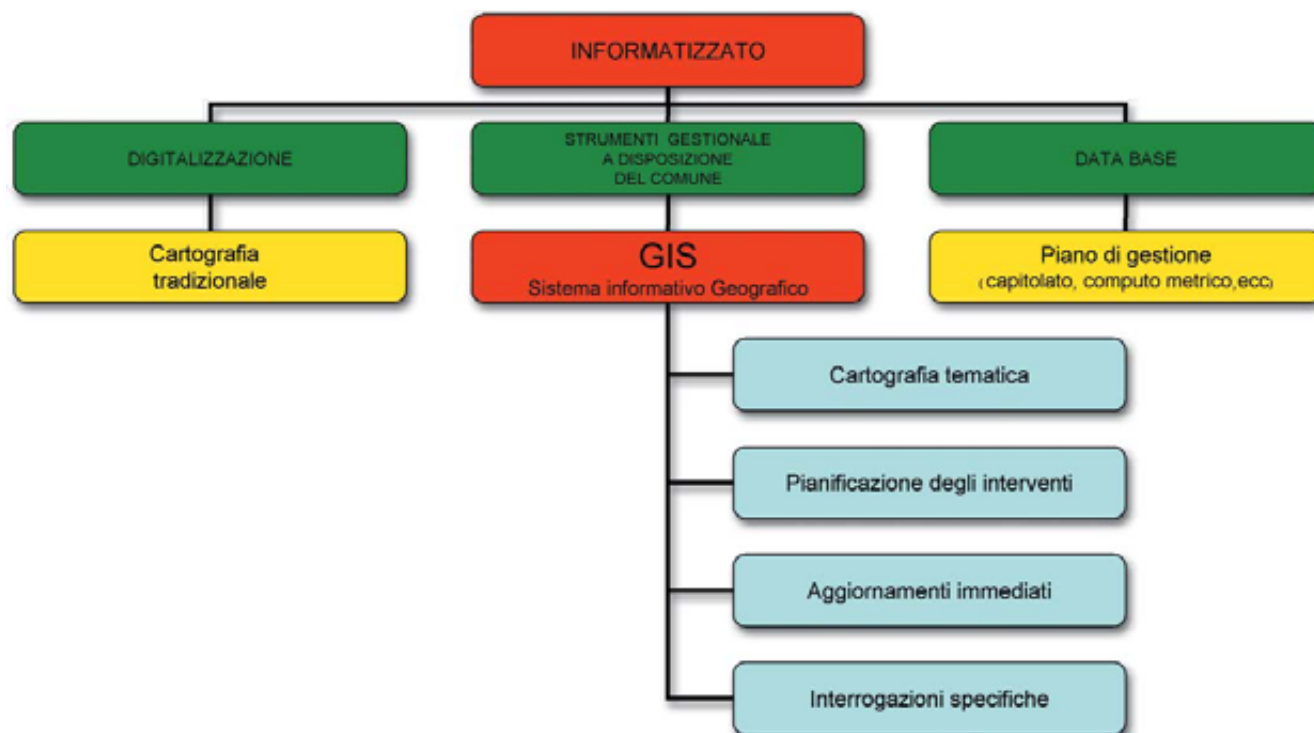 INFORMATIZZATO
DIGITALIZZAZIONE
STRUMENTI GESTIONALE
A DISPOSIZIONE
DEL COMUNE
DATA BASE
Cartografia
tradizionale
GIS
Sistema informativo Geografico
Piano di gestione
( capitolato, computo metrico,ecc)
Cartografia tematica
Pianificazione degli interventi
Aggiornamenti immediati
Interrogazioni specifiche